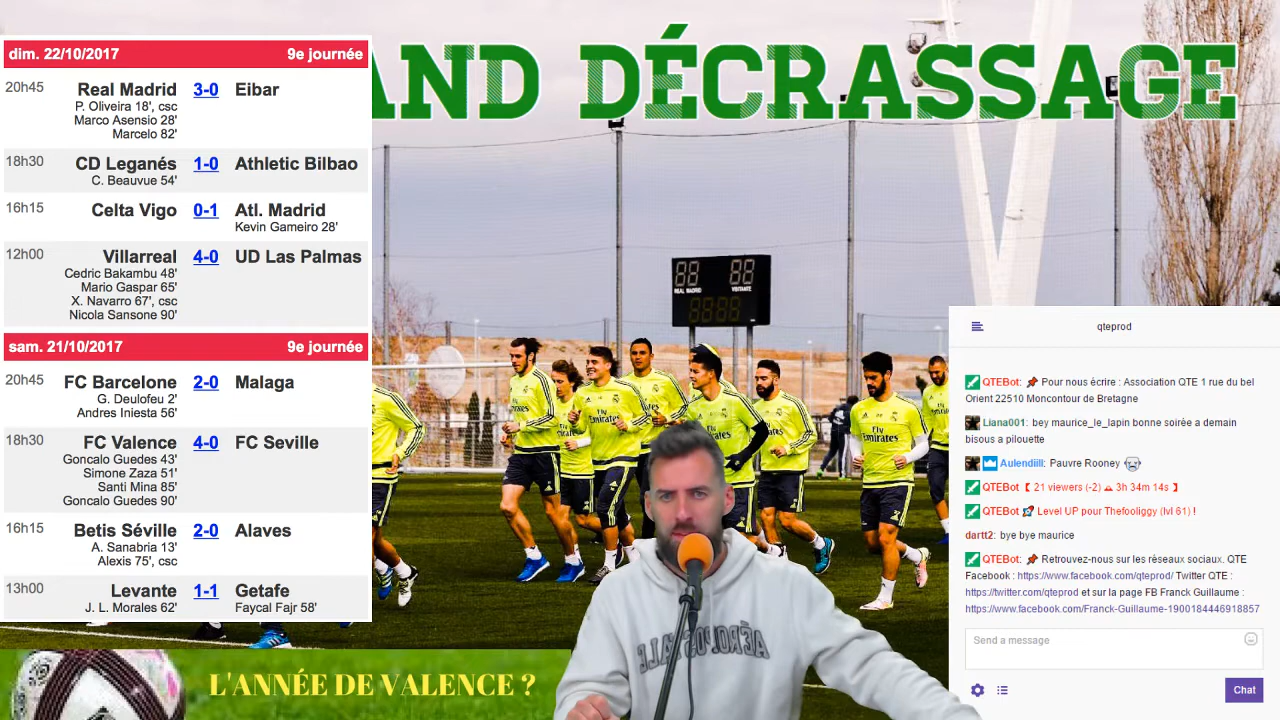 AND DÉCRASSAGE
dim. 22/10/2017 9e journée
20h45 Real Madrid 3-0 Eibar
P. Oliveira 18', csc
Marco Asensio 28'
Marcelo 82'
18h30 CD Leganés 1-0 Athletic Bilbao
C. Beauvue 54'
16h15 Celta Vigo 0-1 Atl. Madrid
Kevin Gameiro 28'
12h00 Villarreal 4-0 UD Las Palmas
Cedric Bakambu 48'
Mario Gaspar 65'
X. Navarro 67', csc
Nicola Sansone 90'
sam. 21/10/2017 9e journée
20h45 FC Barcelone 2-0 Malaga
G. Deulofeu 2'
Andres Iniesta 56'
18h30 FC Valence 4-0 FC Seville
Goncalo Guedes 43'
Simone Zaza 51'
Santi Mina 85'
Goncalo Guedes 90'
16h15 Betis Séville 2-0 Alaves
A. Sanabria 13'
Alexis 75', csc
13h00 Levante 1-1 Getafe
J. L. Morales 62' Faycal Fajr 58'
REAL MADRID VISITANTE
Fly Emirates
Fly Emirates
Emirates
AÉROPOSTALE
L'ANNÉE DE VALENCE ?
qteprod
QTEBot: Pour nous écrire : Association QTE 1 rue du bel
Orient 22510 Moncontour de Bretagne
Liana001: bey maurice_le_lapin bonne soirée a demain
bisous a pilouette
Aulendiill: Pauvre Rooney
QTEBot 【 21 viewers (-2) 3h 34m 14s 】
QTEBot Level UP pour Thefooliggy (lvl 61) !
dartt2: bye bye maurice
QTEBot: Retrouvez-nous sur les réseaux sociaux. QTE
Facebook : https://www.facebook.com/qteprod/ Twitter QTE :
https://twitter.com/qteprod et sur la page FB Franck Guillaume :
https://www.facebook.com/Franck-Guillaume-1900184446918857
Send a message
Chat